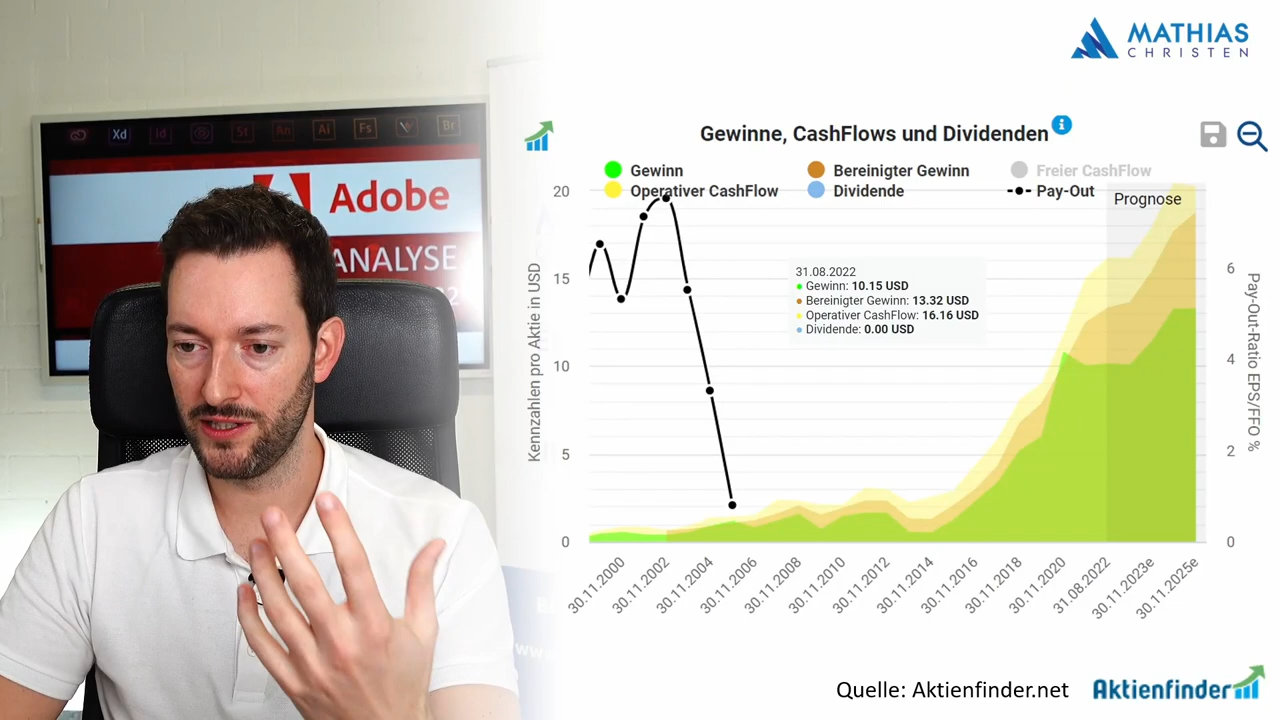 MATHIAS
CHRISTEN
Xd
Id
St
An
Ai
Fs
Br
Adobe
ANALYSE
Gewinne, CashFlows und Dividenden
Gewinn
Bereinigter Gewinn
Freier CashFlow
Operativer CashFlow
Dividende
Pay-Out
Prognose
31.08.2022
Gewinn: 10.15 USD
Bereinigter Gewinn: 13.32 USD
Operativer CashFlow: 16.16 USD
Dividende: 0.00 USD
Kennzahlen pro Aktie in USD
20
15
10
5
0
Pay-Out-Ratio EPS/FFO %
6
4
2
0
30.11.2000
30.11.2002
30.11.2004
30.11.2006
30.11.2008
30.11.2010
30.11.2012
30.11.2014
30.11.2016
30.11.2018
30.11.2020
31.08.2022
30.11.2023e
30.11.2025e
Quelle: Aktienfinder.net
Aktienfinder